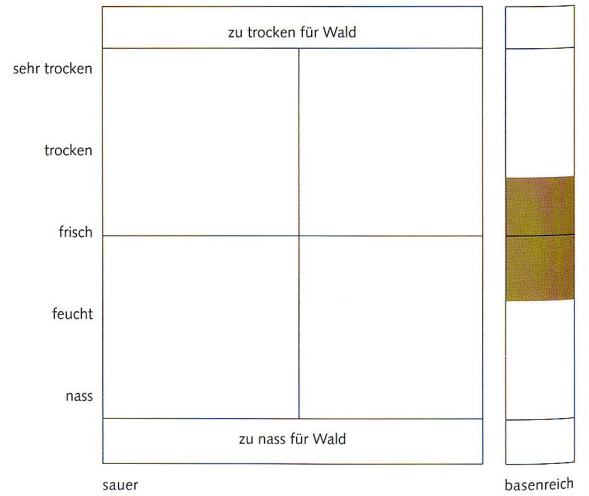 zu trocken für Wald
sehr trocken
trocken
frisch
feucht
nass
zu nass für Wald
sauer
basenreich